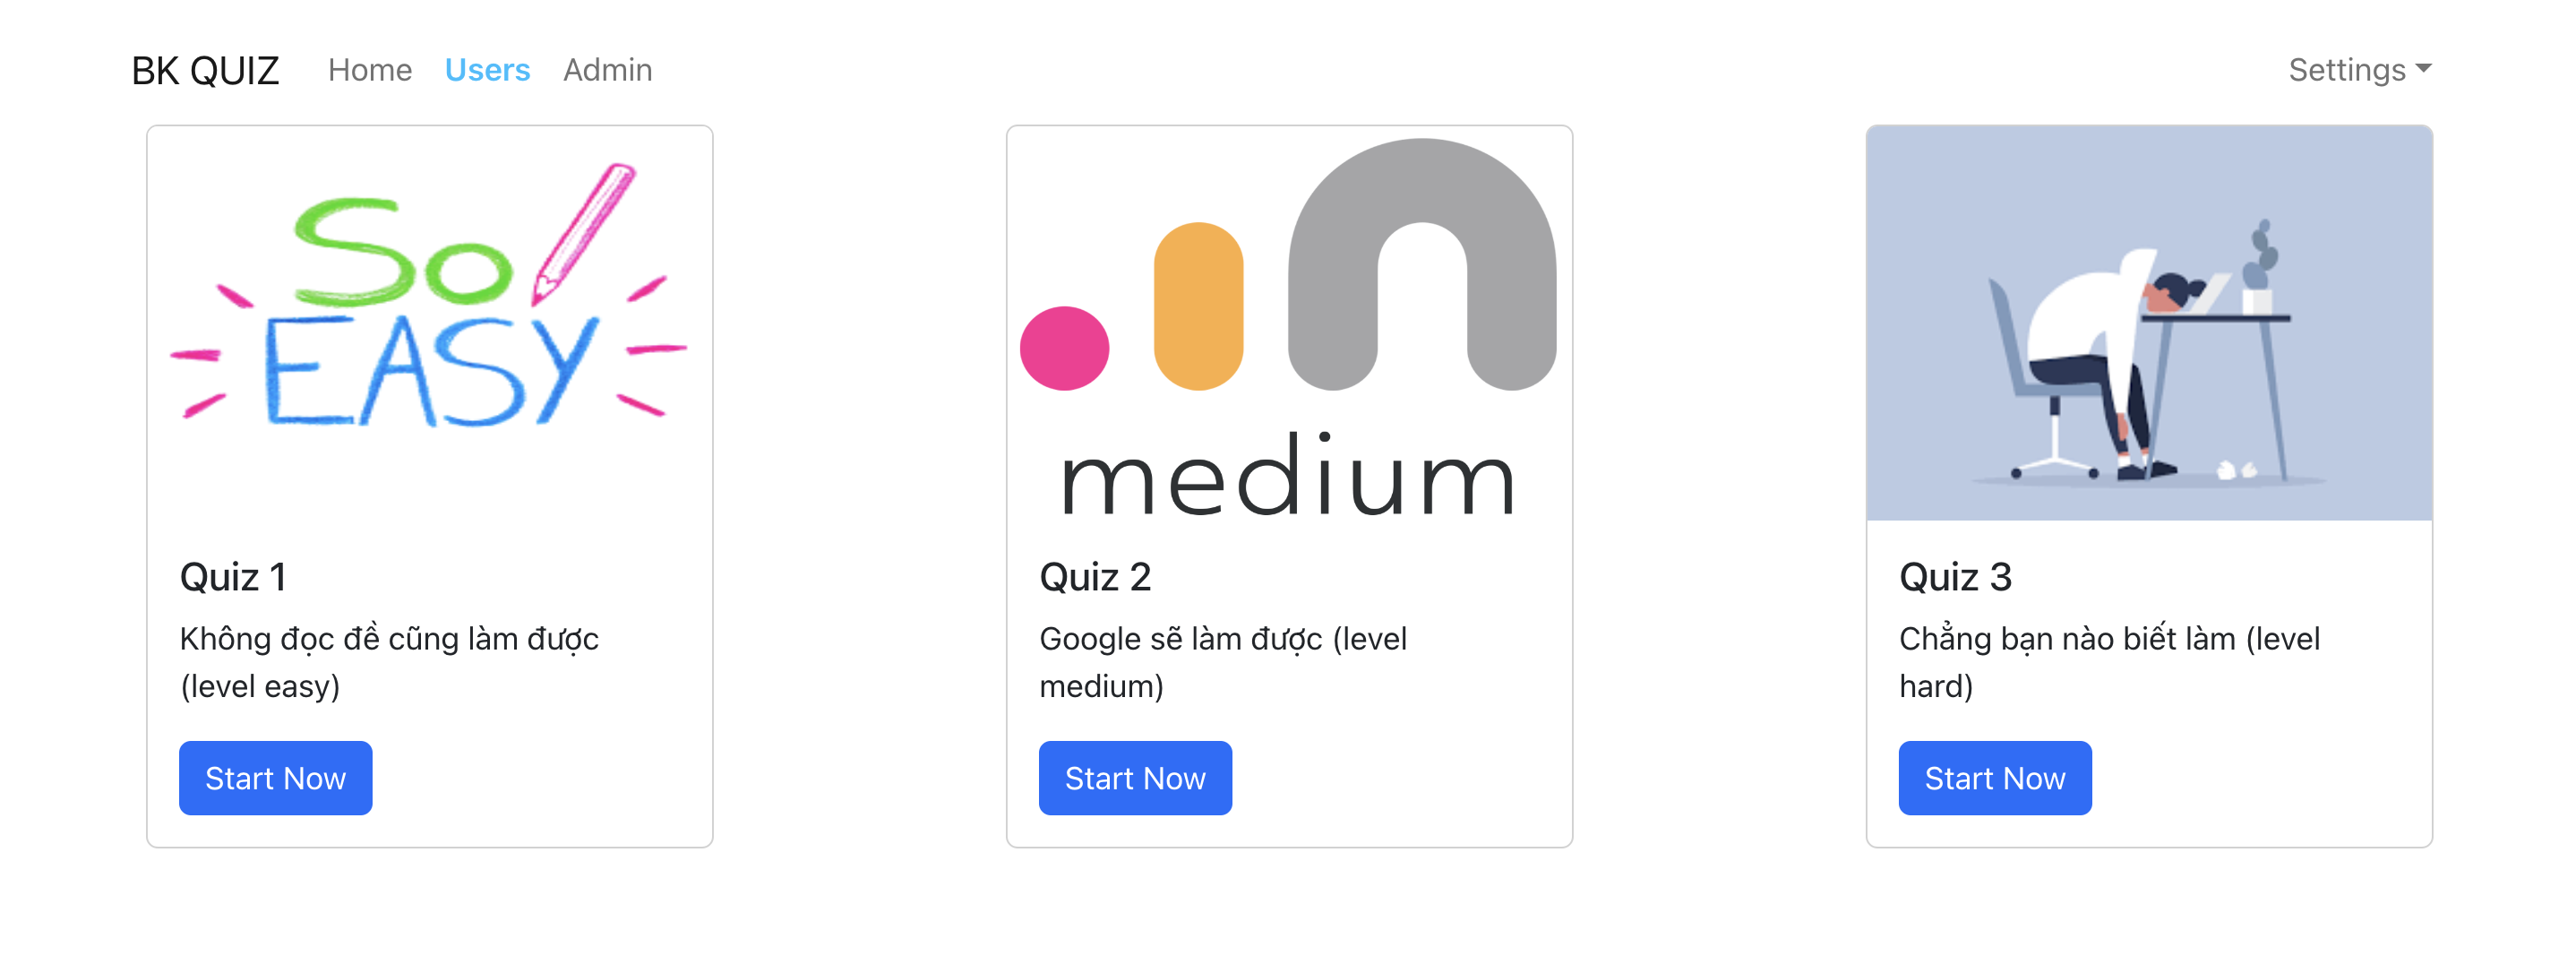 BK QUIZ Home Users Admin Settings
So
EASY
Quiz 1
Không đọc đề cũng làm được
(level easy)
Start Now
medium
Quiz 2
Google sẽ làm được (level
medium)
Start Now
Quiz 3
Chẳng bạn nào biết làm (level
hard)
Start Now